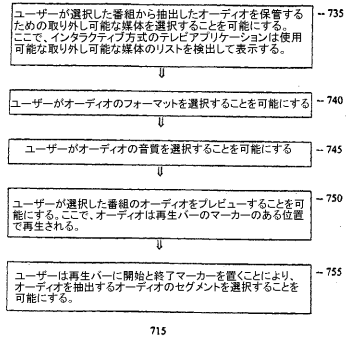 ユーザーが選択した番組から抽出したオーディオを保管する
ための取り外し可能な媒体を選択することを可能にする。
ここで、インタラクティブ方式のテレビアプリケーションは使用
可能な取り外し可能な媒体のリストを検出して表示する。
735
⇓
ユーザーがオーディオのフォーマットを選択することを可能にする
740
⇓
ユーザーがオーディオの音質を選択することを可能にする
745
⇓
ユーザーが選択した番組のオーディオをプレビューすることを可
能にする。ここで、オーディオは再生バーのマーカーのある位置
で再生される。
750
⇓
ユーザーは再生バーに開始と終了マーカーを置くことにより、
オーディオを抽出するオーディオのセグメントを選択することを
可能にする。
755
715